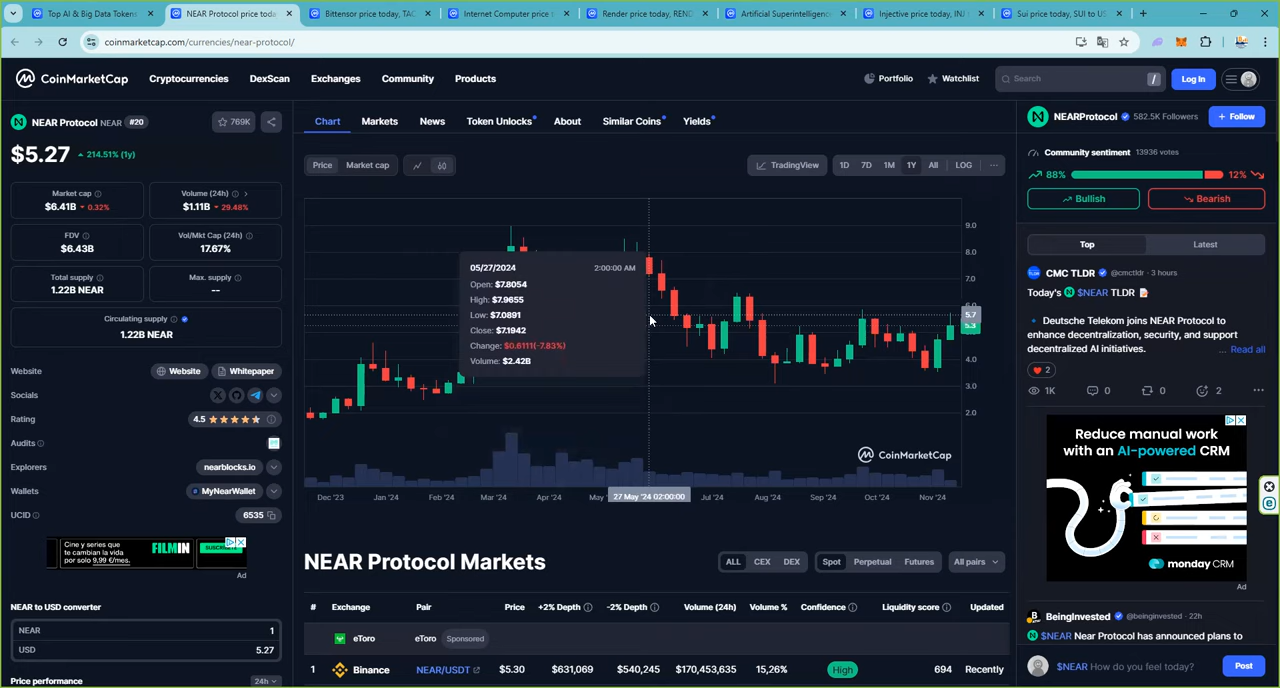 Top AI & Big Data Tokens
NEAR Protocol price toda
Bittensor price today, TAC
Internet Computer price t
Render price today, REND
Artificial Superintelligence
Injective price today, INJ
Sui price today, SUI to US
coinmarketcap.com/currencies/near-protocol/
CoinMarketCap
Cryptocurrencies
DexScan
Exchanges
Community
Products
Portfolio
Watchlist
Search
/
Log In
NEAR Protocol NEAR #20
769K
$5.27 214.51% (1y)
Market cap
$6.41B 0.32%
Volume (24h)
$1.11B 29.48%
FDV
$6.43B
Vol/Mkt Cap (24h)
17.67%
Total supply
1.22B NEAR
Max. supply
--
Circulating supply
1.22B NEAR
Website
Website
Whitepaper
Socials
Rating
4.5
Audits
Explorers
nearblocks.io
Wallets
MyNearWallet
UCID
6535
Cine y series que
te cambian la vida
por solo 9,99 €/mes.
FILMIN
Ad
NEAR to USD converter
NEAR
1
USD
5.27
Price performance
24h
Chart
Markets
News
Token Unlocks
About
Similar Coins
Yields
Price
Market cap
TradingView
1D
7D
1M
1Y
All
LOG
...
05/27/2024 2:00:00 AM
Open: $7.8054
High: $7.9655
Low: $7.0891
Close: $7.1942
Change: $0.6111(-7.83%)
Volume: $2.42B
9.0
8.0
7.0
5.7
5.3
4.0
3.0
2.0
CoinMarketCap
Dec '23
Jan '24
Feb '24
Mar '24
Apr '24
27 May '24 02:00:00
Jul '24
Aug '24
Sep '24
Oct '24
Nov '24
NEAR Protocol Markets
ALL
CEX
DEX
Spot
Perpetual
Futures
All pairs
#
Exchange
Pair
Price
+2% Depth
-2% Depth
Volume (24h)
Volume %
Confidence
Liquidity score
Updated
eToro
eToro
Sponsored
1
Binance
NEAR/USDT
$5.30
$631,069
$540,245
$170,453,635
15,26%
High
694
Recently
NEARProtocol
582.5K Followers
+ Follow
Community sentiment 13936 votes
88%
12%
Bullish
Bearish
Top
Latest
CMC TLDR @cmctldr · 3 hours
Today's $NEAR TLDR
Deutsche Telekom joins NEAR Protocol to
enhance decentralization, security, and support
decentralized AI initiatives.
... Read all
2
1K
0
0
2
Reduce manual work
with an AI-powered CRM
monday CRM
Ad
BeingInvested @beinginvested · 22h
$NEAR Near Protocol has announced plans to
$NEAR How do you feel today?
Post